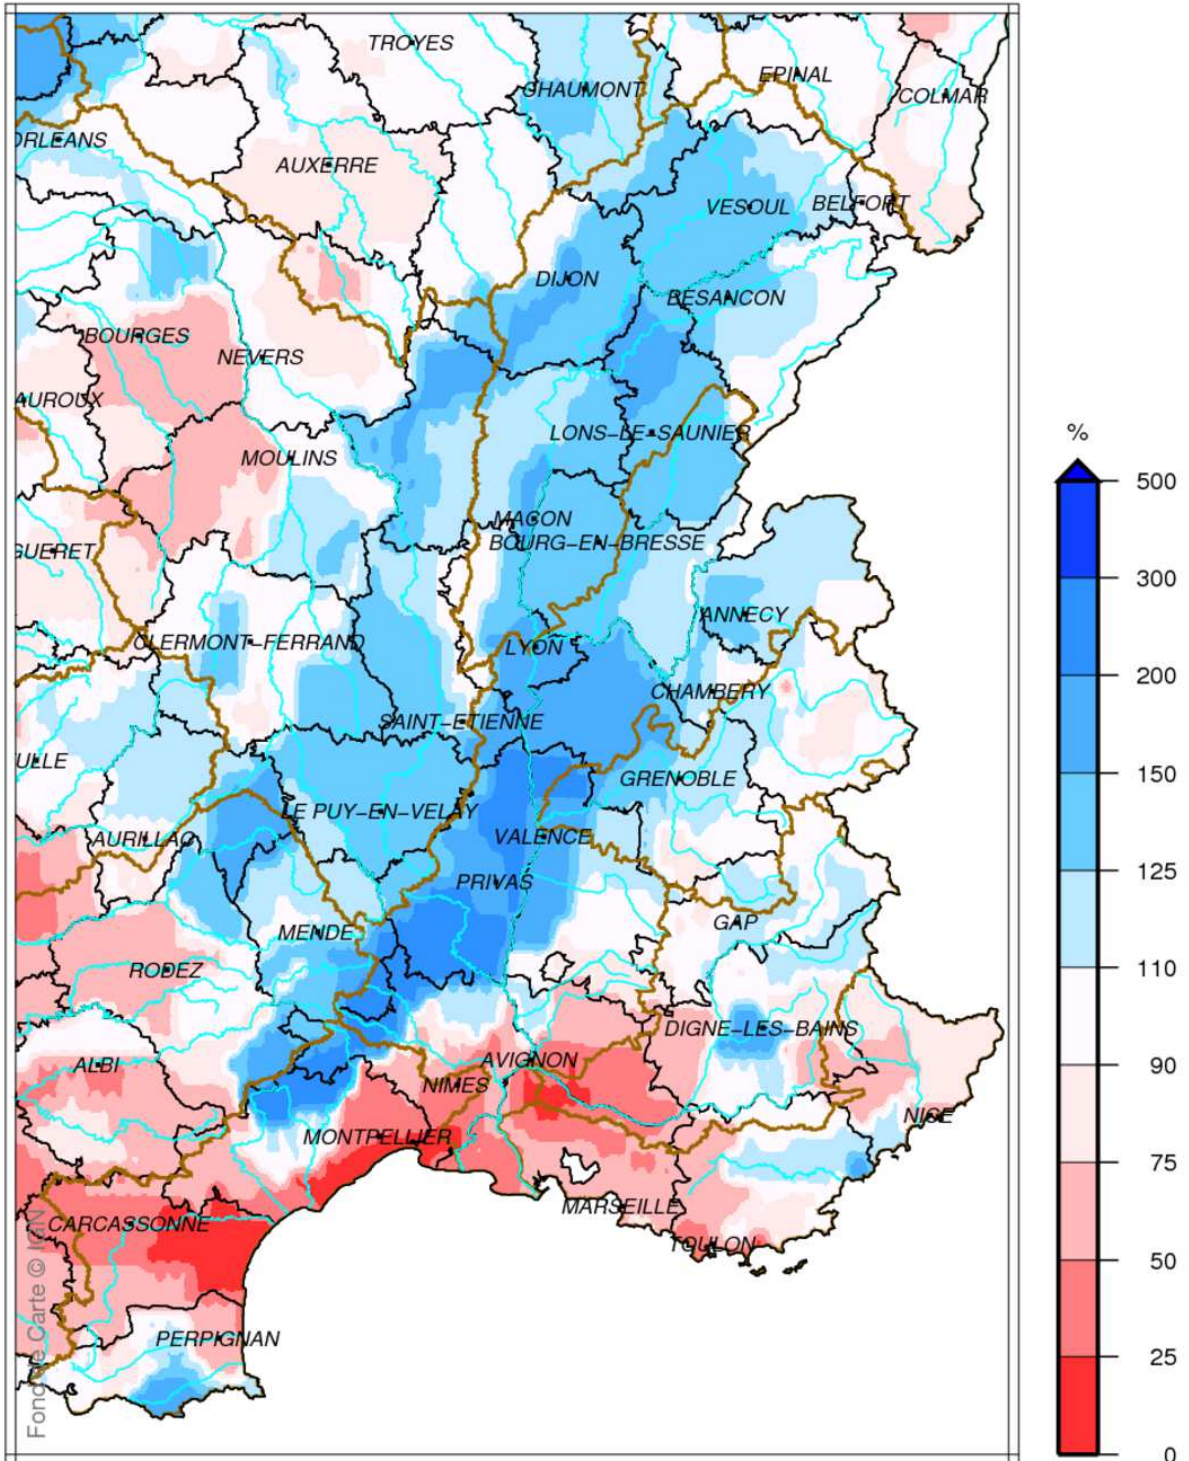 TROYES
EPINAL
CHAUMONT
COLMAR
ORLEANS
AUXERRE
VESOUL
BELFORT
DIJON
BESANCON
BOURGES
NEVERS
AUROUX
LONS-LE-SAUNIER
MOULINS
MACON
BOURG-EN-BRESSE
GUERET
ANNECY
CLERMONT-FERRAND
LYON
CHAMBERY
SAINT-ETIENNE
ULLE
GRENOBLE
LE PUY-EN-VELAY
VALENCE
AURILLAC
PRIVAS
GAP
MENDE
RODEZ
DIGNE-LES-BAINS
AVIGNON
ALBI
NIMES
NICE
MONTPELLIER
MARSEILLE
CARCASSONNE
TOULON
PERPIGNAN
Fond de Carte © IGN
%
500
300
200
150
125
110
90
75
50
25
0